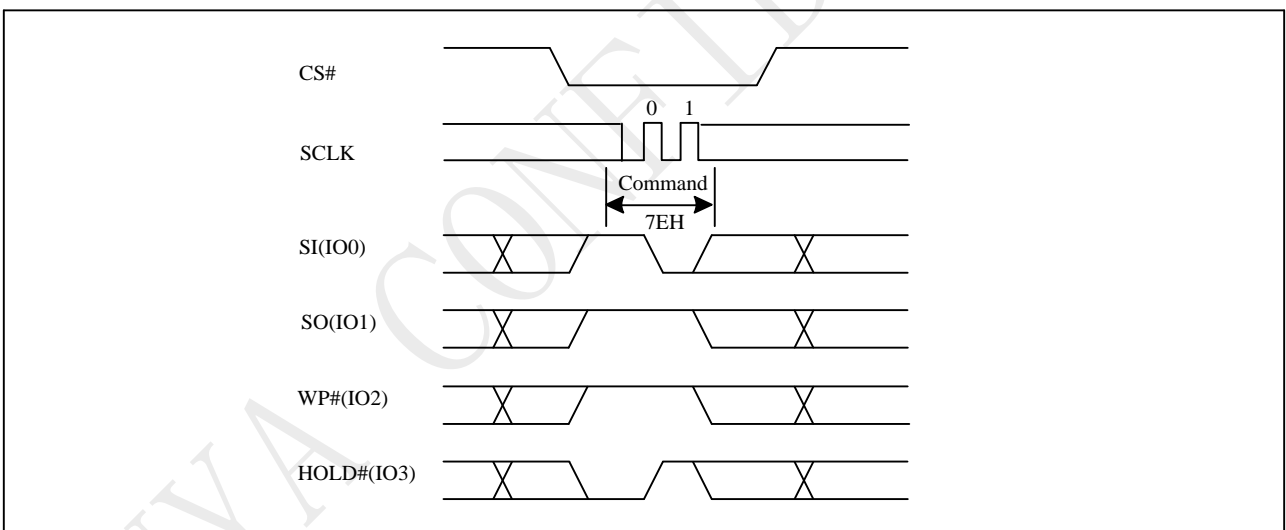 CS#
0 1
SCLK
Command
7EH
SI(IO0)
SO(IO1)
WP#(IO2)
HOLD#(IO3)